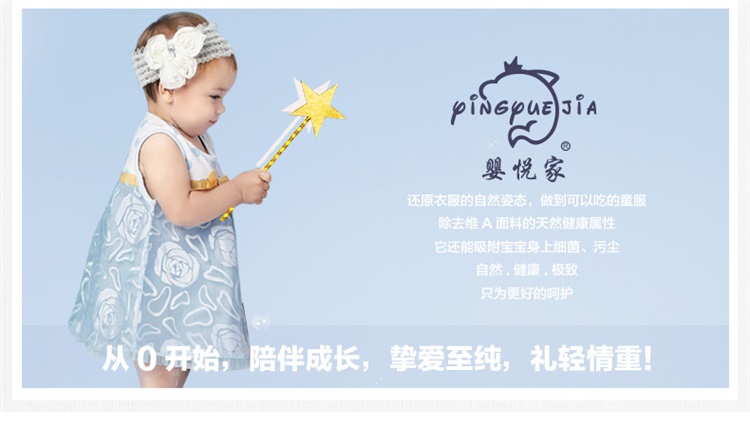 YINGYUEJIA
®
婴悦家
还原衣服的自然姿态，做到可以吃的童服
除去维 A 面料的天然健康属性
它还能吸附宝宝身上细菌、污尘
自然 . 健康 . 极致
只为更好的呵护
从 0 开始，陪伴成长，挚爱至纯，礼轻情重!